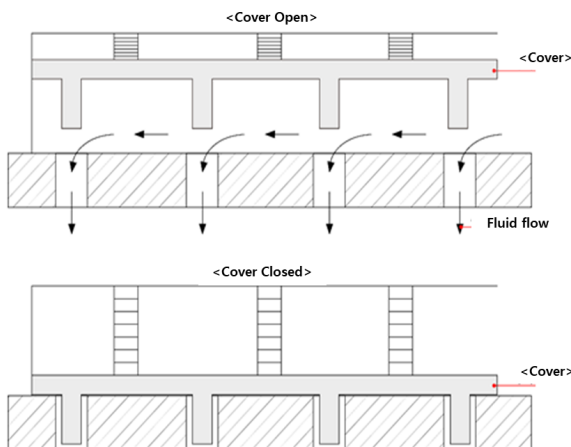 <Cover Open>
<Cover>
Fluid flow
<Cover Closed>
<Cover>